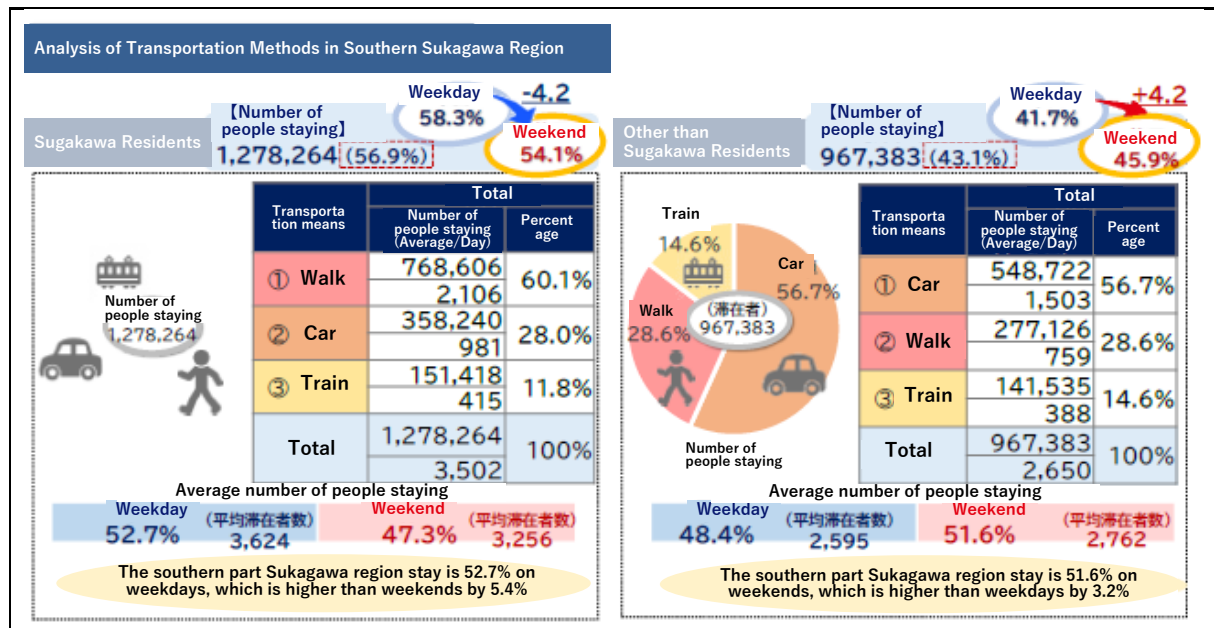 Analysis of Transportation Methods in Southern Sukagawa Region
Sugakawa Residents
【Number of
people staying】
1,278,264 (56.9%)
Weekday
58.3%
-4.2
Weekend
54.1%
Transporta
tion means
Total
Number of
people staying
(Average/Day)
Percent
age
① Walk
768,606
2,106
60.1%
② Car
358,240
981
28.0%
③ Train
151,418
415
11.8%
Total
1,278,264
3,502
100%
Number of
people staying
1,278,264
Average number of people staying
Weekday
52.7%
(平均滞在者数)
3,624
Weekend
47.3%
(平均滞在者数)
3,256
The southern part Sukagawa region stay is 52.7% on
weekdays, which is higher than weekends by 5.4%
Other than
Sugakawa Residents
【Number of
people staying】
967,383 (43.1%)
Weekday
41.7%
+4.2
Weekend
45.9%
Train
14.6%
Car
56.7%
Walk
28.6%
(滞在者)
967,383
Number of
people staying
Transporta
tion means
Total
Number of
people staying
(Average/Day)
Percent
age
① Car
548,722
1,503
56.7%
② Walk
277,126
759
28.6%
③ Train
141,535
388
14.6%
Total
967,383
2,650
100%
Average number of people staying
Weekday
48.4%
(平均滞在者数)
2,595
Weekend
51.6%
(平均滞在者数)
2,762
The southern part Sukagawa region stay is 51.6% on
weekends, which is higher than weekdays by 3.2%